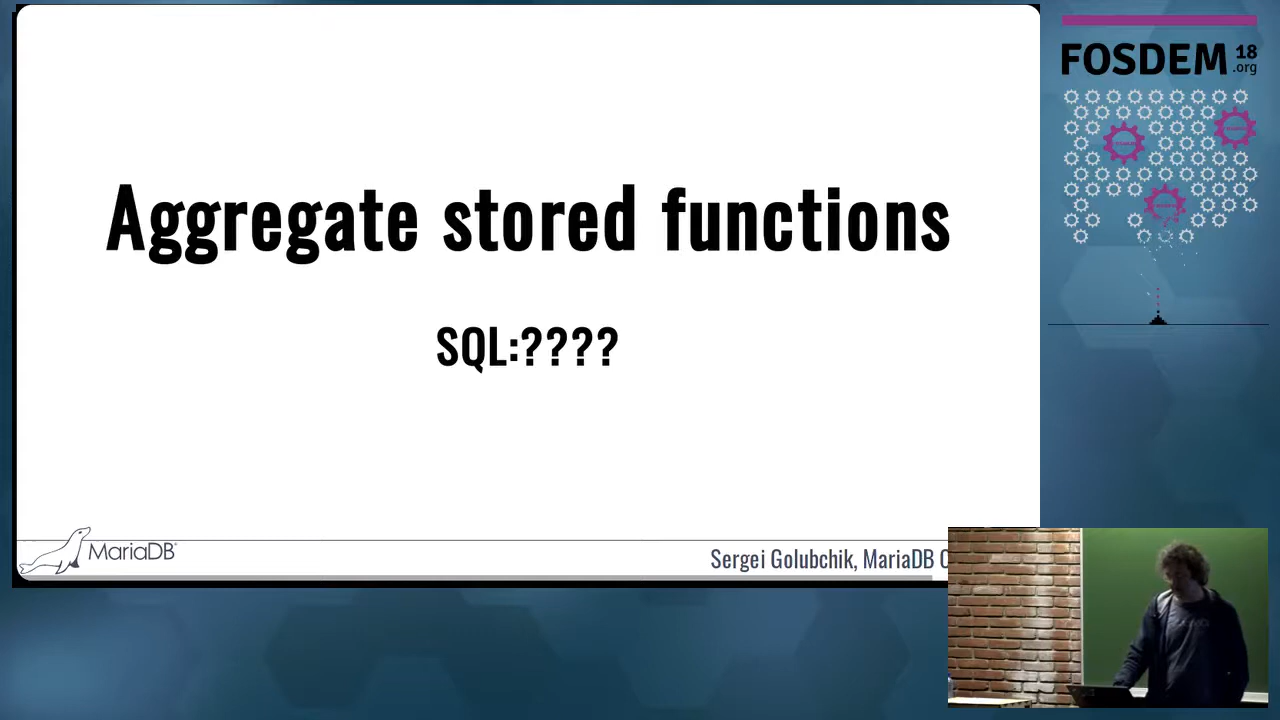 Aggregate stored functions
SQL:????
MariaDB
Sergei Golubchik, MariaDB
FOSDEM 18
.org